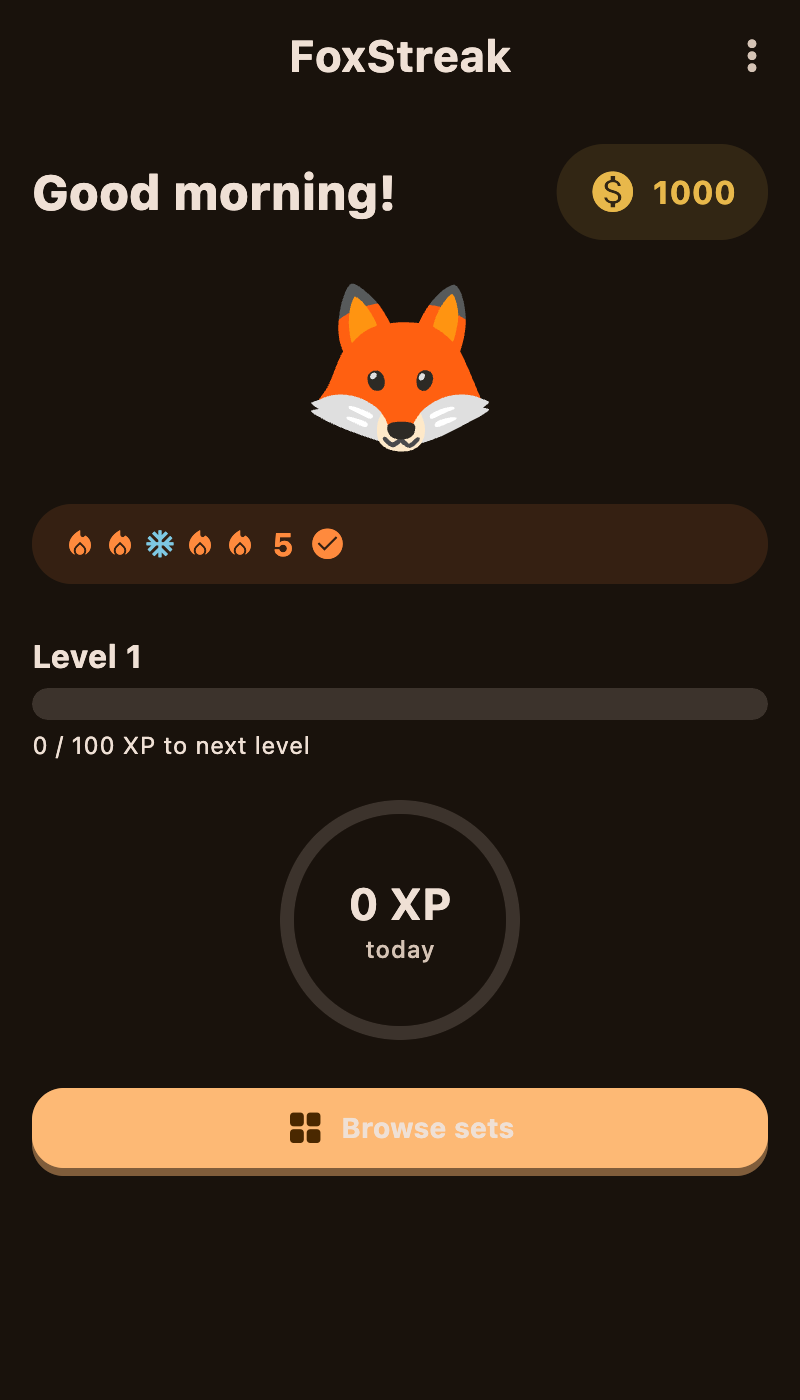 FoxStreak
Good morning!
1000
5
Level 1
0 / 100 XP to next level
0 XP
today
Browse sets